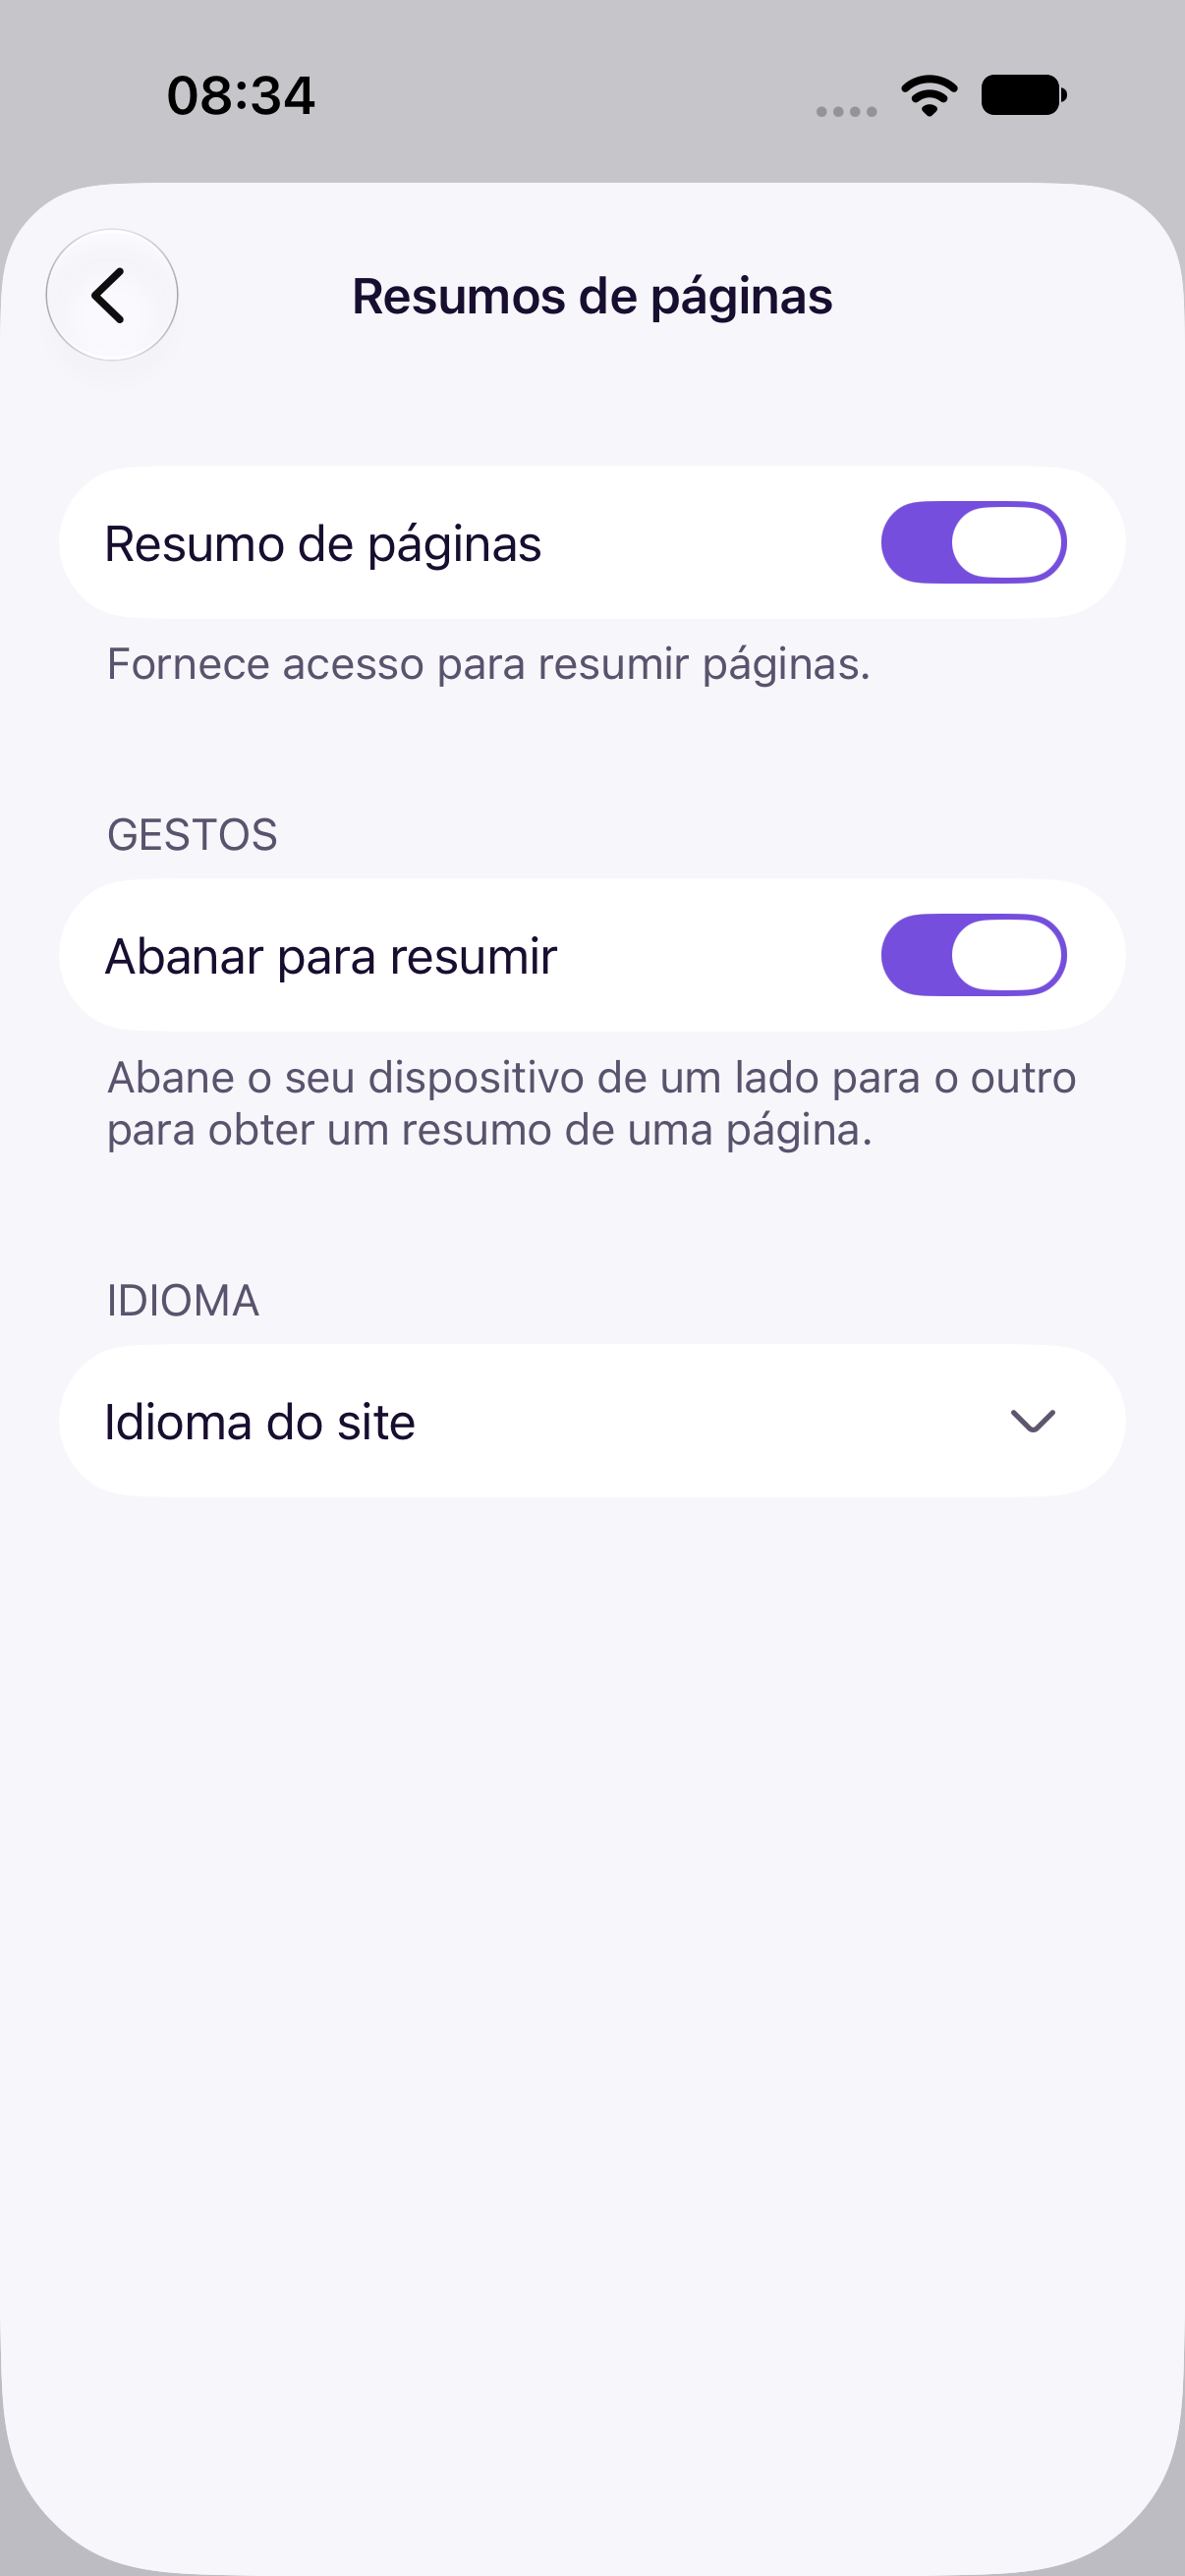 08:34
Resumos de páginas
Resumo de páginas
Fornece acesso para resumir páginas.
GESTOS
Abanar para resumir
Abane o seu dispositivo de um lado para o outro
para obter um resumo de uma página.
IDIOMA
Idioma do site